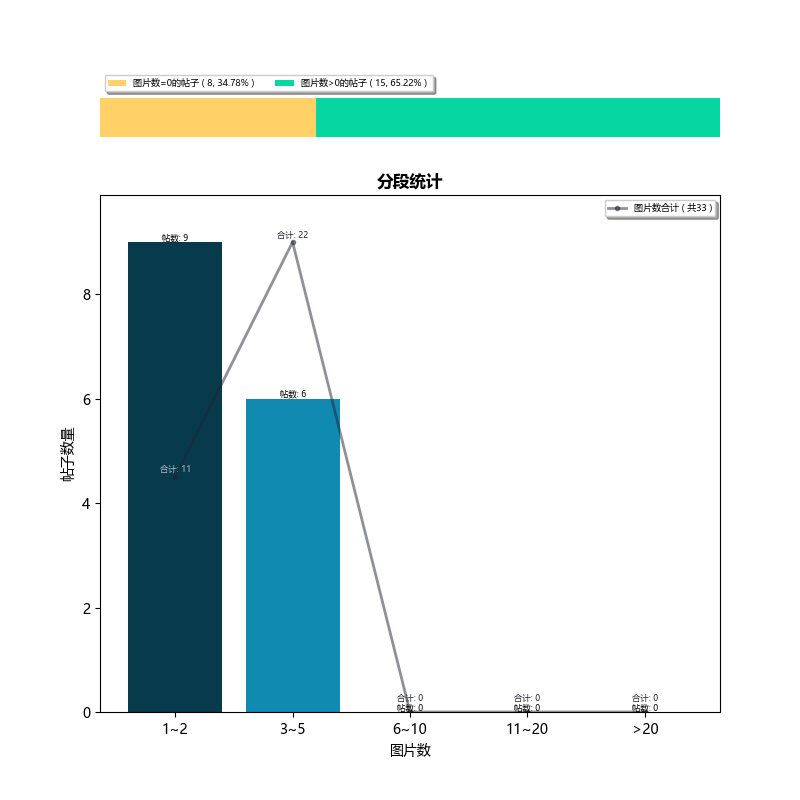 图片数=0的帖子 ( 8, 34.78% )
图片数>0的帖子 ( 15, 65.22% )
分段统计
图片数合计 ( 共33 )
帖数: 9
合计: 22
帖数: 6
合计: 11
合计: 0
合计: 0
合计: 0
帖数: 0
帖数: 0
帖数: 0
8
6
4
2
0
帖子数量
1~2
3~5
6~10
11~20
>20
图片数